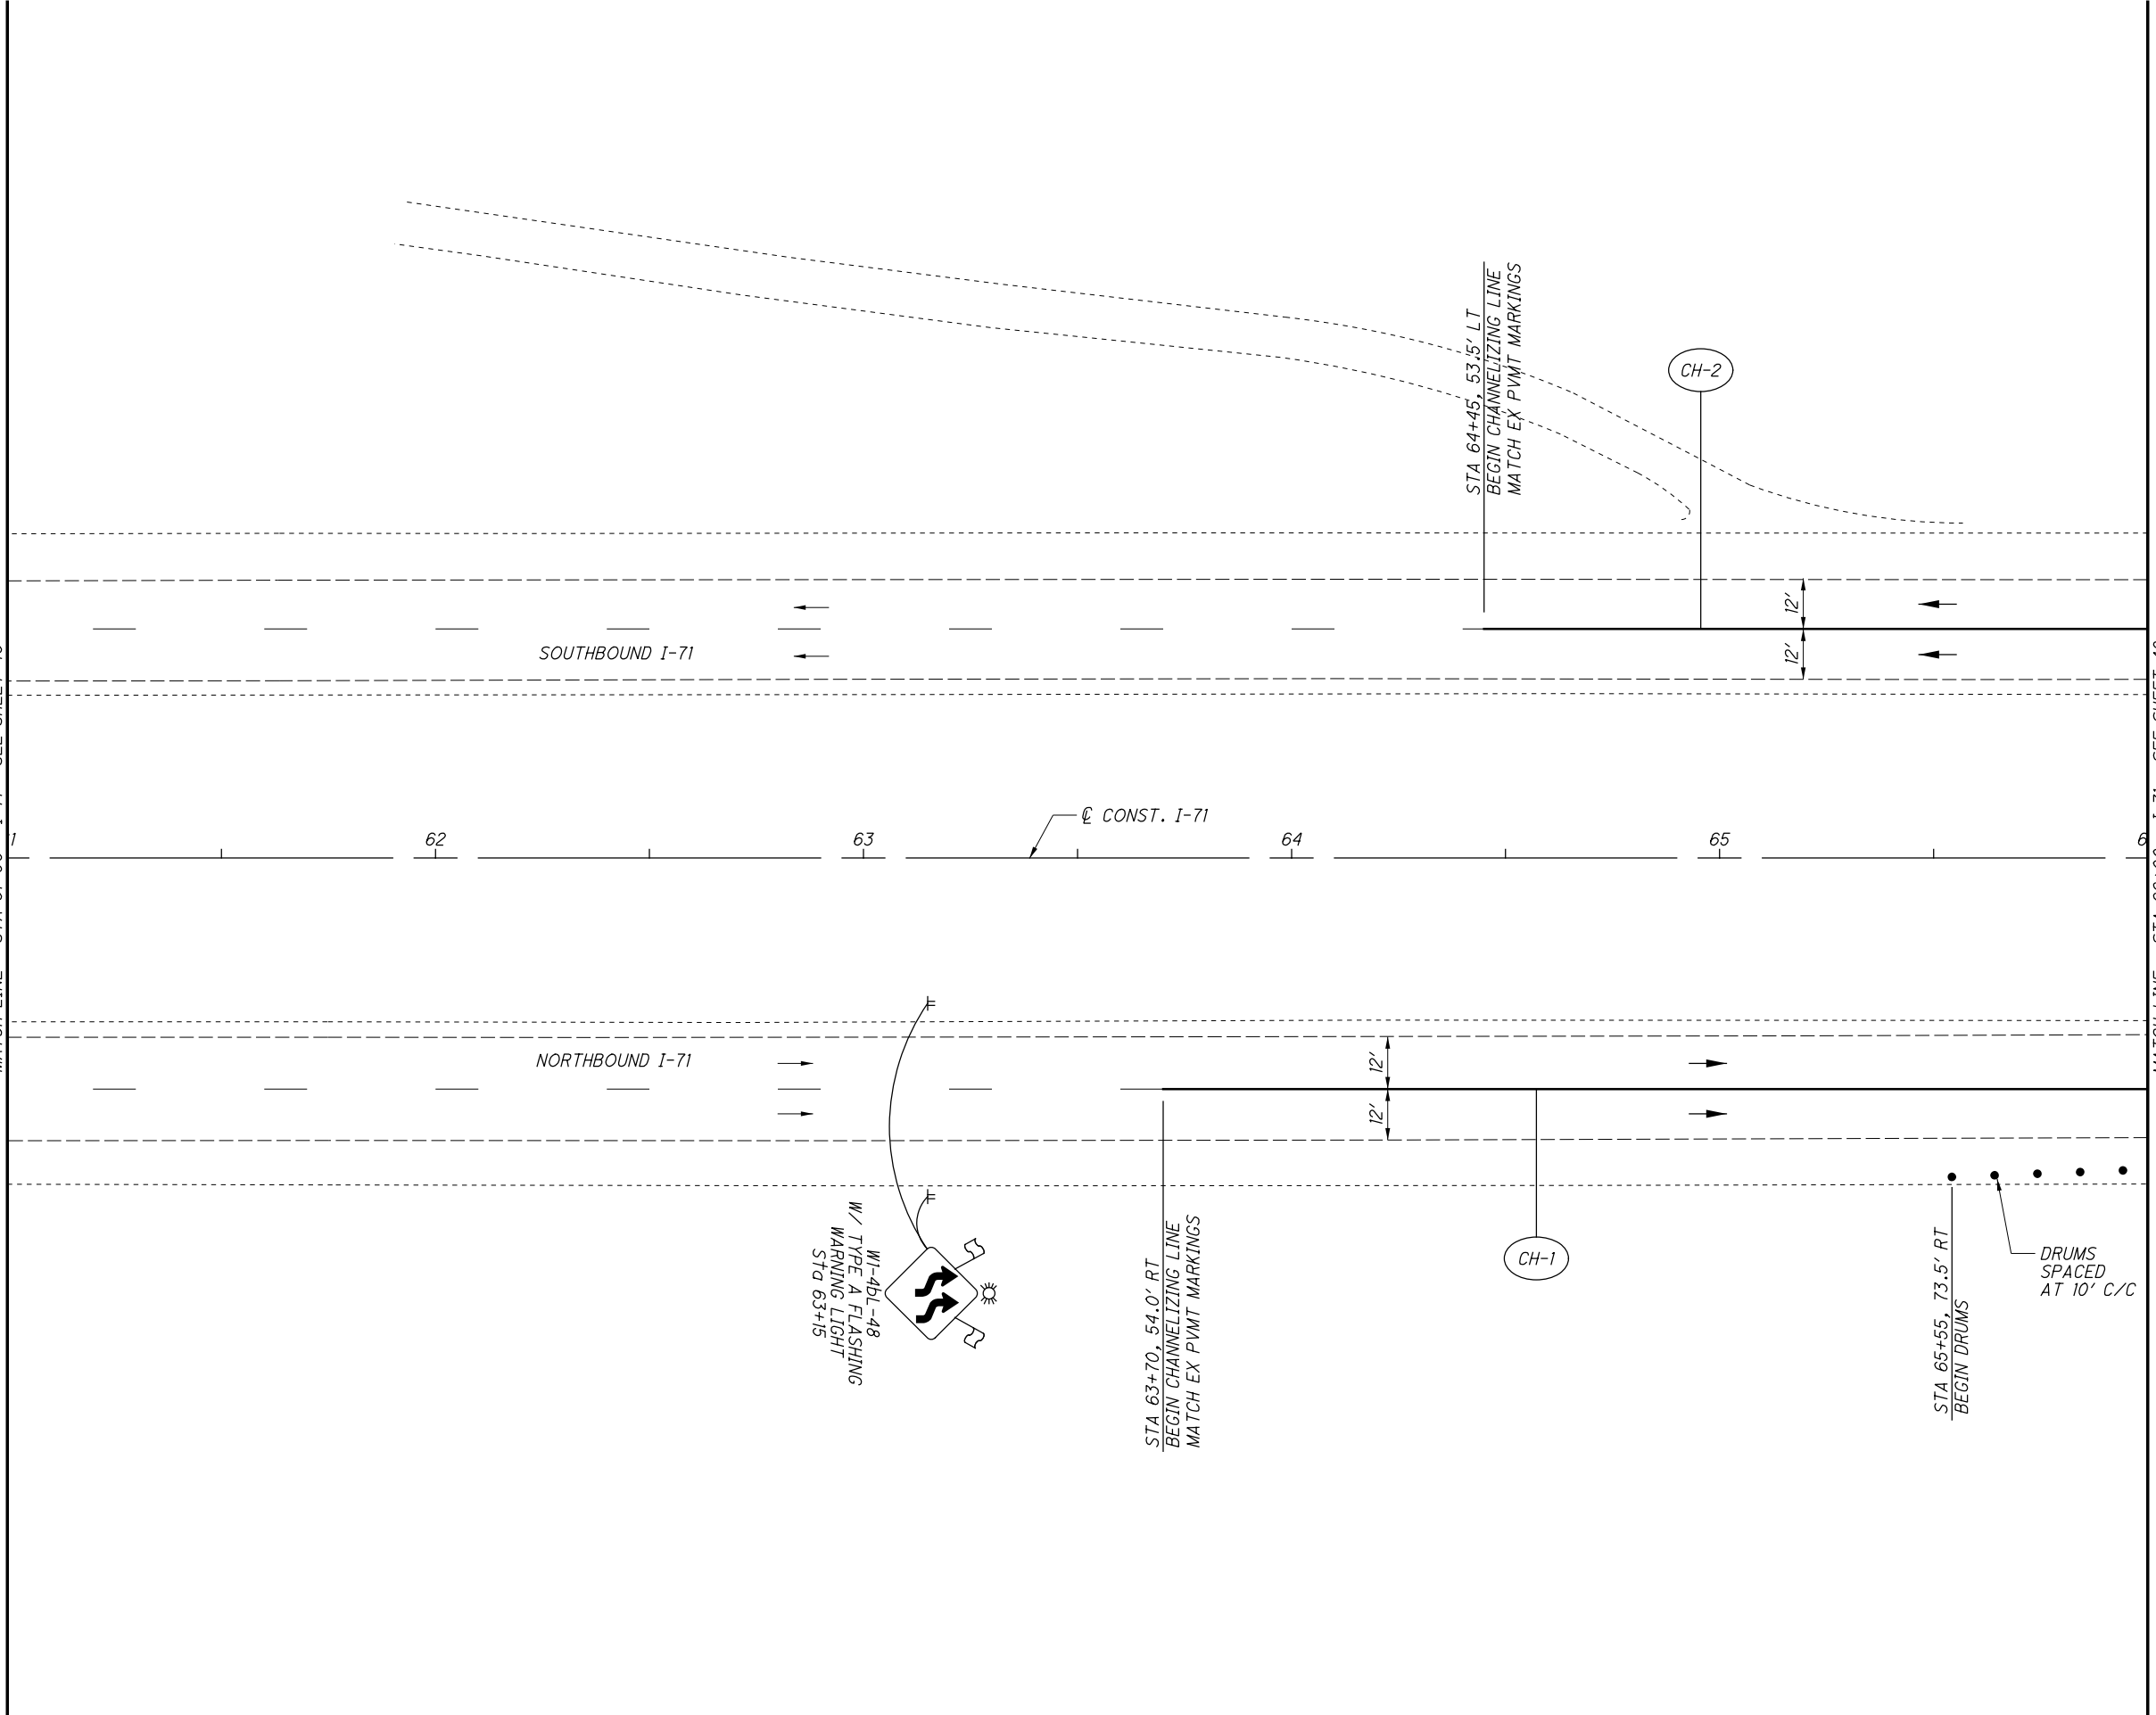 STA 64+45, 53.5' LT
BEGIN CHANNELIZING LINE
MATCH EX PVMT MARKINGS
CH-2
12'
12'
SOUTHBOUND I-71
℄ CONST. I-71
62
63
64
65
NORTHBOUND I-71
12'
12'
W1-4bL-48
W/ TYPE A FLASHING
WARNING LIGHT
Sta 63+15
STA 63+70, 54.0' RT
BEGIN CHANNELIZING LINE
MATCH EX PVMT MARKINGS
CH-1
STA 65+55, 73.5' RT
BEGIN DRUMS
DRUMS
SPACED
AT 10' C/C